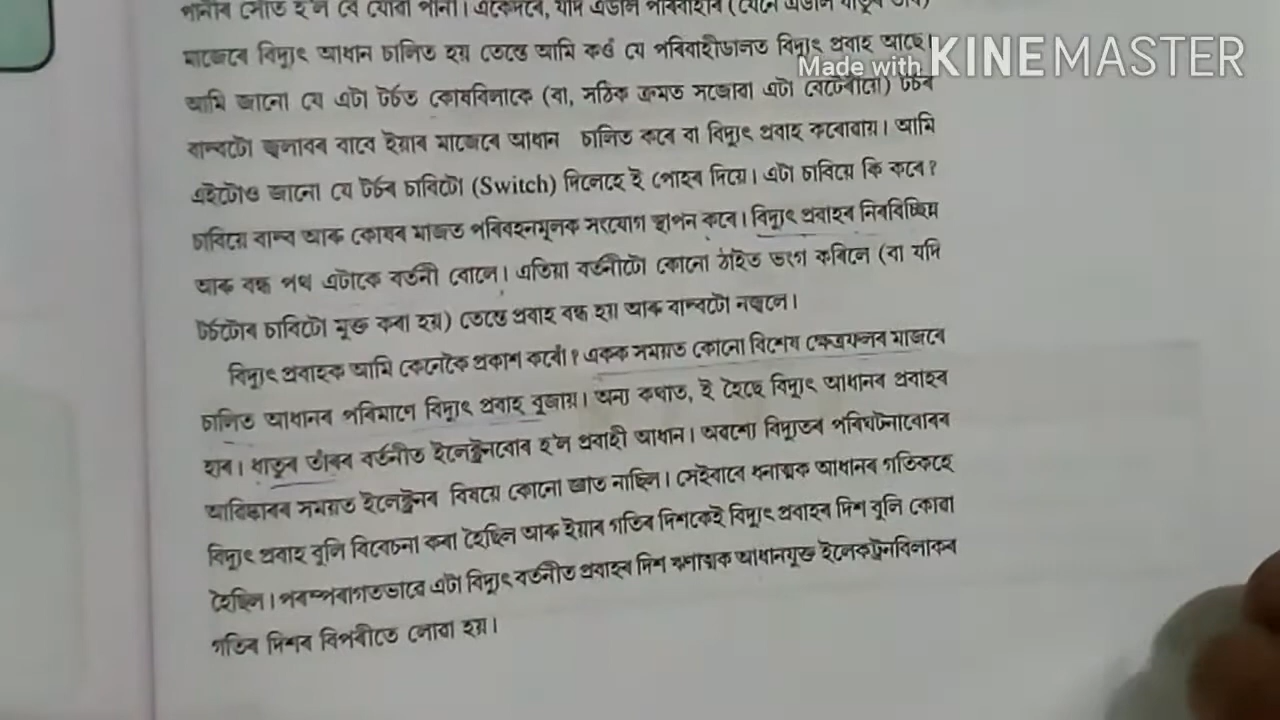 পানীৰ সোঁত হ'ল বৈ যোৱা পানী। একেদৰে, যদি এডাল পৰিবাহীৰ (যেনে এডাল ধাতুৰ তাঁৰ)
মাজেৰে বিদ্যুৎ আধান চালিত হয় তেন্তে আমি কওঁ যে পৰিবাহীডালত বিদ্যুৎ প্ৰবাহ আছে।
Made with KINEMASTER
আমি জানো যে এটা টৰ্চত কোষবিলাকে (বা, সঠিক ক্ৰমত সজোৱা এটা বেটেৰীয়ে) টৰ্চৰ
বাল্বটো জ্বলাবৰ বাবে ইয়াৰ মাজেৰে আধান চালিত কৰে বা বিদ্যুৎ প্ৰবাহ কৰোৱায়। আমি
এইটোও জানো যে টৰ্চৰ চাবিটো (Switch) দিলেহে ই পোহৰ দিয়ে। এটা চাবিয়ে কি কৰে?
চাবিয়ে বাল্ব আৰু কোষৰ মাজত পৰিবহনমূলক সংযোগ স্থাপন কৰে। বিদ্যুৎ প্ৰবাহৰ নিৰবিচ্ছিন্ন
আৰু বদ্ধ পথ এটাকে বৰ্তনী বোলে। এতিয়া বৰ্তনীটো কোনো ঠাইত ভংগ কৰিলে (বা যদি
টৰ্চটোৰ চাবিটো মুক্ত কৰা হয়) তেন্তে প্ৰবাহ বন্ধ হয় আৰু বাল্বটো নজ্বলে।
বিদ্যুৎ প্ৰবাহক আমি কেনেকৈ প্ৰকাশ কৰোঁ? একক সময়ত কোনো বিশেষ ক্ষেত্ৰফলৰ মাজেৰে
চালিত আধানৰ পৰিমাণে বিদ্যুৎ প্ৰবাহ বুজায়। অন্য কথাত, ই হৈছে বিদ্যুৎ আধানৰ প্ৰবাহৰ
হাৰ। ধাতুৰ তাঁৰৰ বৰ্তনীত ইলেক্ট্ৰনবোৰ হ'ল প্ৰবাহী আধান। অৱশ্যে বিদ্যুতৰ পৰিঘটনাবোৰৰ
আৱিষ্কাৰৰ সময়ত ইলেক্ট্ৰনৰ বিষয়ে কোনো জ্ঞাত নাছিল। সেইবাবে ধনাত্মক আধানৰ গতিকহে
বিদ্যুৎ প্ৰবাহ বুলি বিবেচনা কৰা হৈছিল আৰু ইয়াৰ গতিৰ দিশকেই বিদ্যুৎ প্ৰবাহৰ দিশ বুলি কোৱা
হৈছিল। পৰম্পৰাগতভাৱে এটা বিদ্যুৎ বৰ্তনীত প্ৰবাহৰ দিশ ঋণাত্মক আধানযুক্ত ইলেকট্ৰনবিলাকৰ
গতিৰ দিশৰ বিপৰীতে লোৱা হয়।